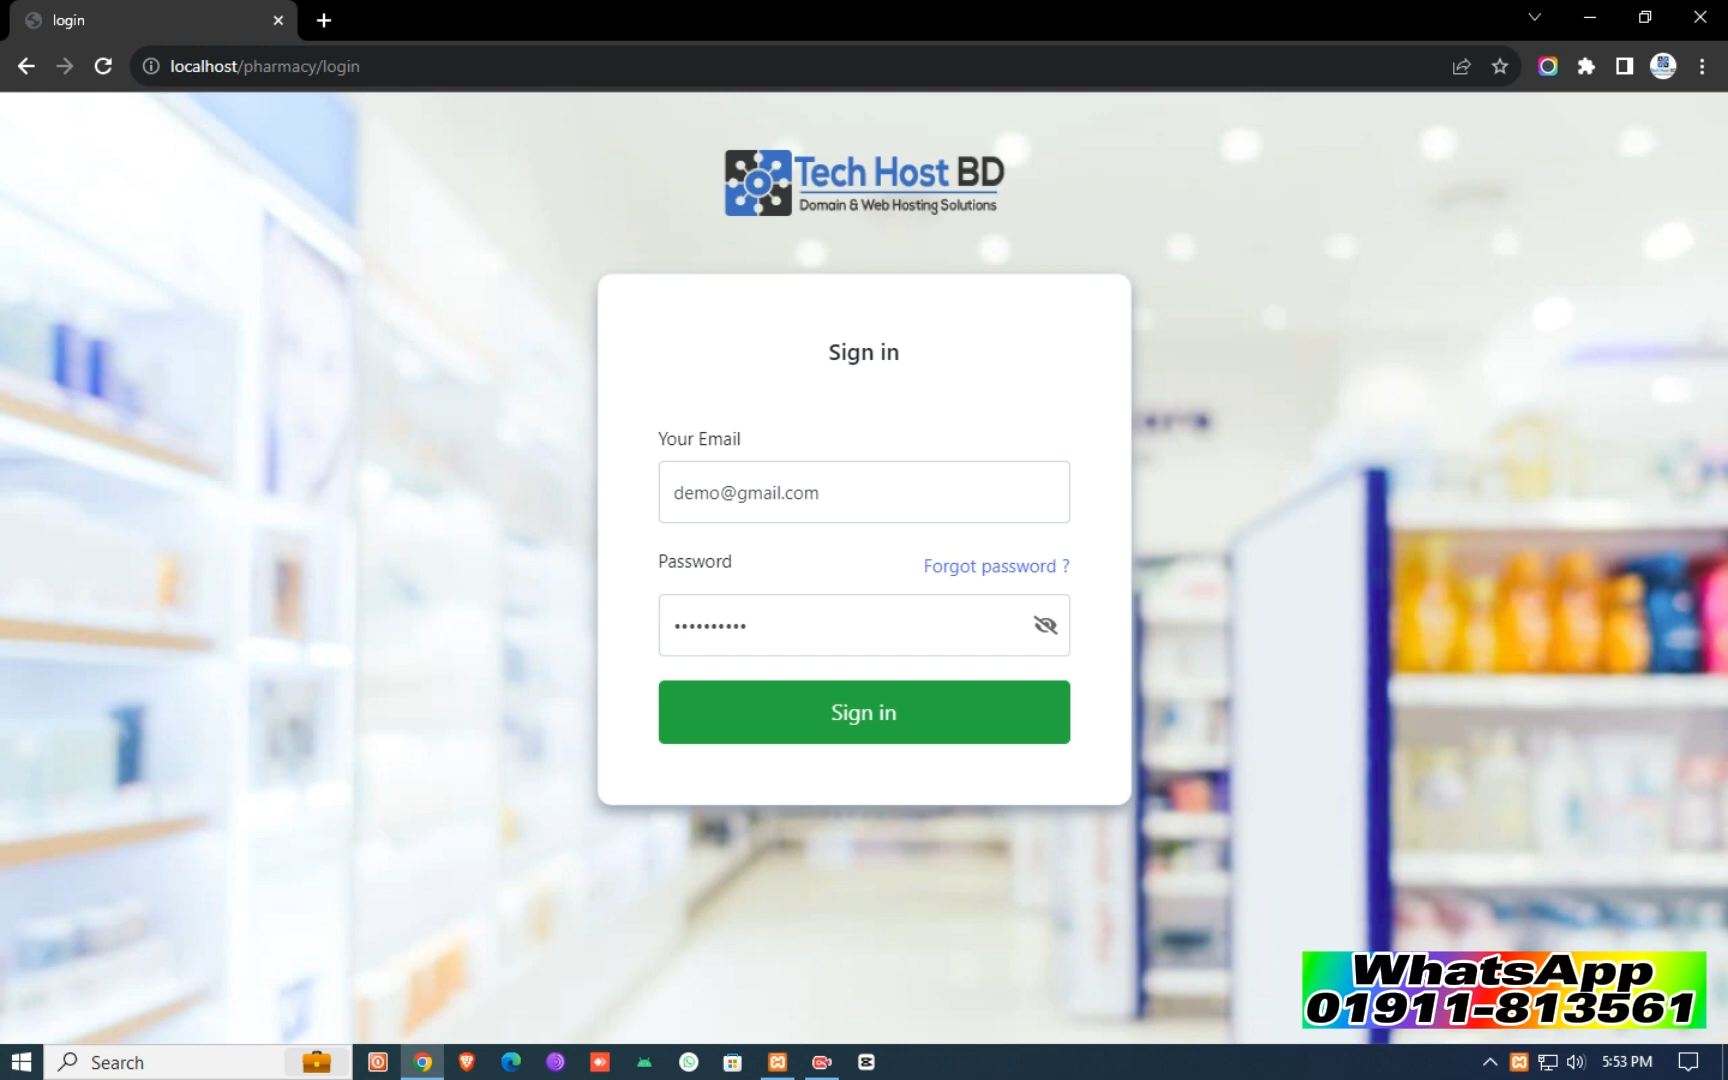 login
localhost/pharmacy/login
Tech Host BD
Domain & Web Hosting Solutions
Sign in
Your Email
demo@gmail.com
Password
Forgot password ?
••••••••••
Sign in
WhatsApp
01911-813561
Search
5:53 PM